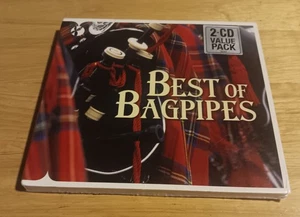 2-CD
VALUE
PACK
BEST OF
BAGPIPES